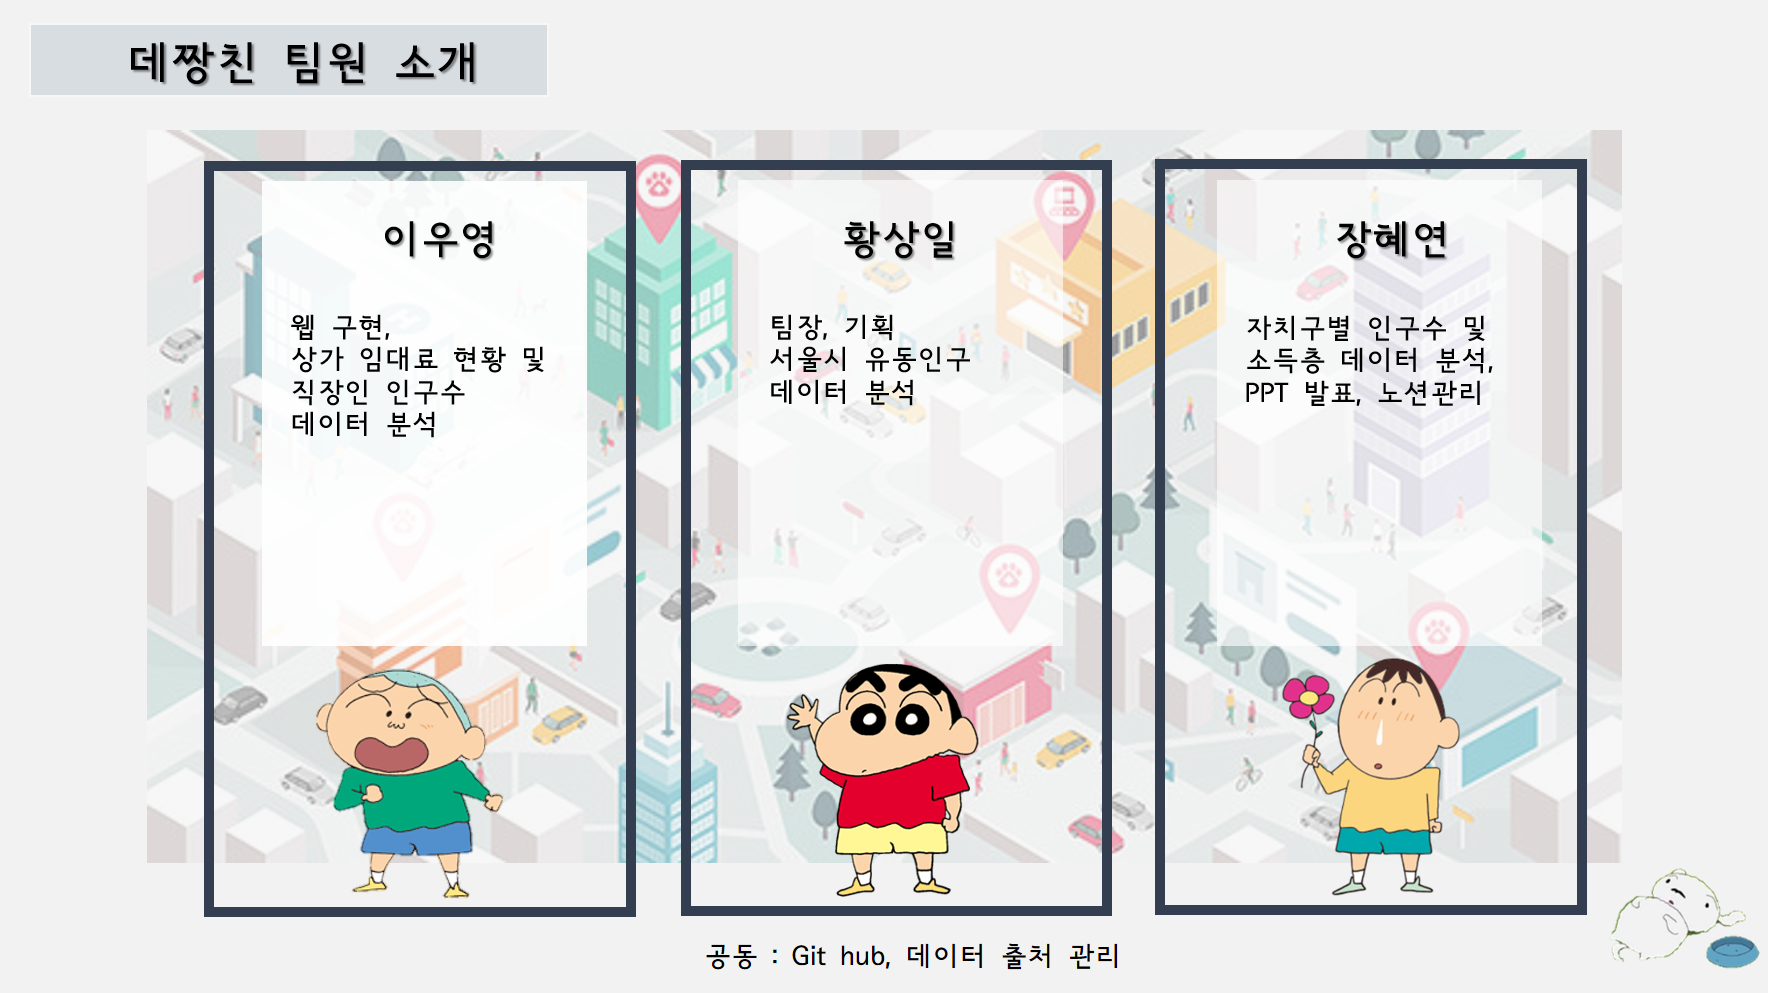 데짱친 팀원 소개
이우영
웹 구현,
상가 임대료 현황 및
직장인 인구수
데이터 분석
황상일
팀장, 기획
서울시 유동인구
데이터 분석
장혜연
자치구별 인구수 및
소득층 데이터 분석,
PPT 발표, 노션관리
공동 : Git hub, 데이터 출처 관리